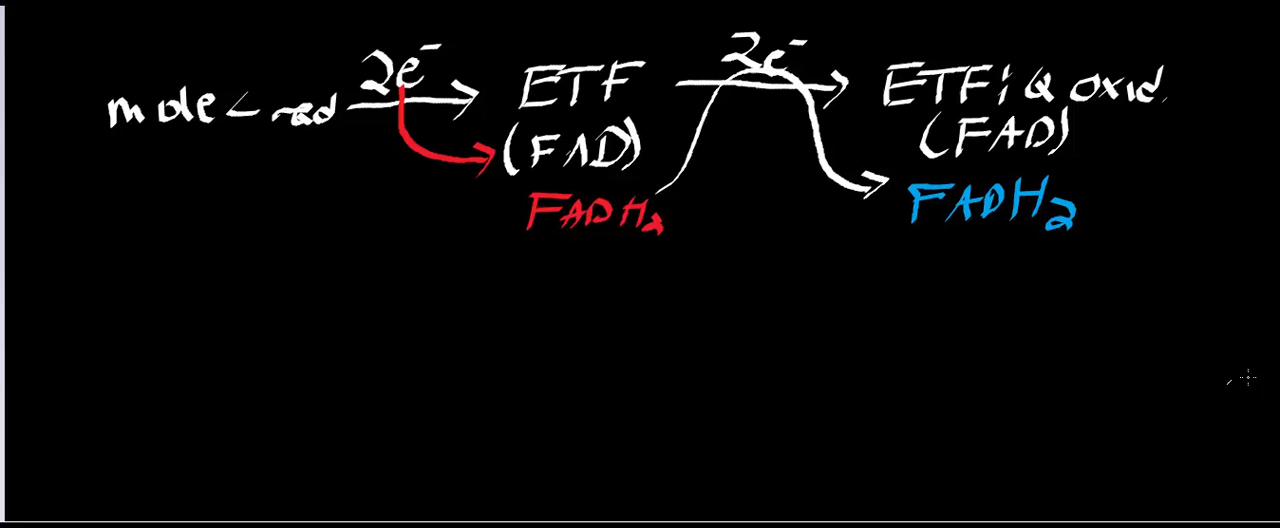 2e⁻ 2e⁻
molec-red ETF ETF:Q oxid.
(FAD) (FAD)
FADH2 FADH2